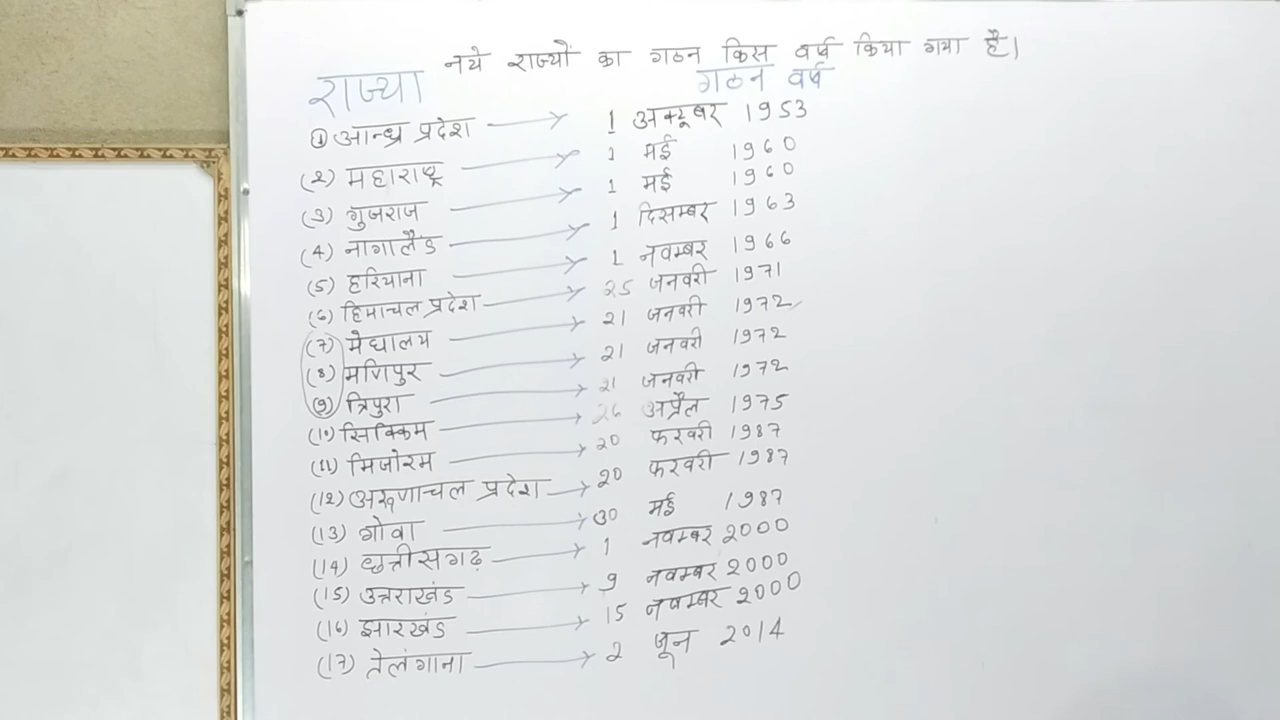 नये राज्यों का गठन किस वर्ष किया गया है।
राज्या गठन वर्ष
(1) आन्ध्र प्रदेश → 1 अक्टूबर 1953
(2) महाराष्ट्र → 1 मई 1960
(3) गुजराज → 1 मई 1960
(4) नागालैंड → 1 दिसम्बर 1963
(5) हरियाना → 1 नवम्बर 1966
(6) हिमाचल प्रदेश → 25 जनवरी 1971
(7) मेघालय → 21 जनवरी 1972
(8) मणिपुर → 21 जनवरी 1972
(9) त्रिपुरा → 21 जनवरी 1972
(10) सिक्किम → 26 अप्रैल 1975
(11) मिजोरम → 20 फरवरी 1987
(12) अरूणाचल प्रदेश → 20 फरवरी 1987
(13) गोवा → 30 मई 1987
(14) छत्तीसगढ़ → 1 नवम्बर 2000
(15) उत्तराखंड → 9 नवम्बर 2000
(16) झारखंड → 15 नवम्बर 2000
(17) तेलंगाना → 2 जून 2014